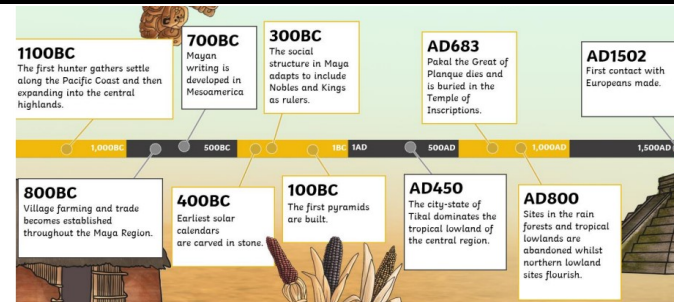 1100BC
The first hunter gathers settle
along the Pacific Coast and then
expanding into the central
highlands.
700BC
Mayan
writing is
developed in
Mesoamerica
300BC
The social
structure in Maya
adapts to include
Nobles and Kings
as rulers.
AD683
Pakal the Great of
Planque dies and
is buried in the
Temple of
Inscriptions.
AD1502
First contact with
Europeans made.
1,000BC
500BC
1BC
1AD
500AD
1,000AD
1,500AD
800BC
Village farming and trade
becomes established
throughout the Maya Region.
400BC
Earliest solar
calendars
are carved in stone.
100BC
The first pyramids
are built.
AD450
The city-state of
Tikal dominates the
tropical lowland of
the central region.
AD800
Sites in the rain
forests and tropical
lowlands are
abandoned whilst
northern lowland
sites flourish.